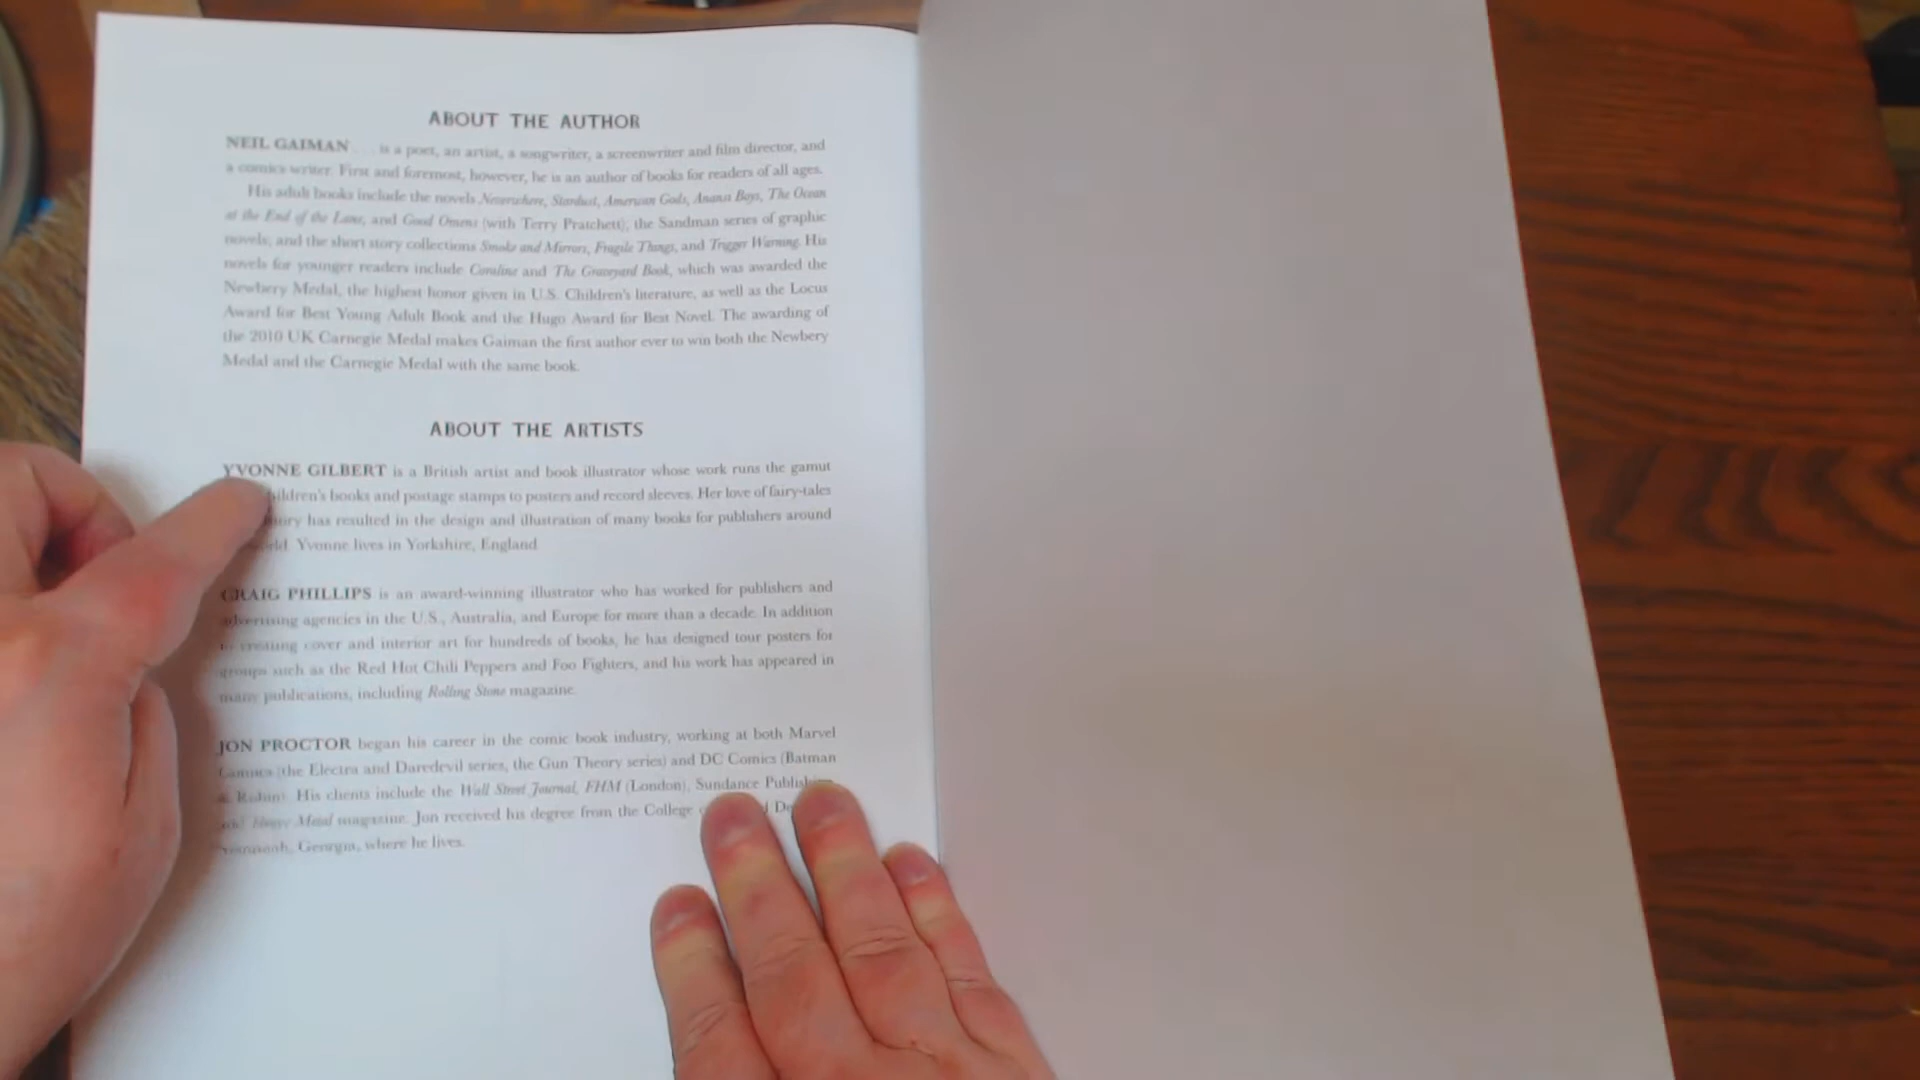 ABOUT THE AUTHOR
NEIL GAIMAN . . . is a poet, an artist, a songwriter, a screenwriter and film director, and
a comics writer. First and foremost, however, he is an author of books for readers of all ages.
His adult books include the novels Neverwhere, Stardust, American Gods, Anansi Boys, The Ocean
at the End of the Lane, and Good Omens (with Terry Pratchett), the Sandman series of graphic
novels, and the short story collections Smoke and Mirrors, Fragile Things, and Trigger Warning. His
novels for younger readers include Coraline and The Graveyard Book, which was awarded the
Newbery Medal, the highest honor given in U.S. Children's literature, as well as the Locus
Award for Best Young Adult Book and the Hugo Award for Best Novel. The awarding of
the 2010 UK Carnegie Medal makes Gaiman the first author ever to win both the Newbery
Medal and the Carnegie Medal with the same book.
ABOUT THE ARTISTS
YVONNE GILBERT is a British artist and book illustrator whose work runs the gamut
books and postage stamps to posters and record sleeves. Her love of fairy-tales
has resulted in the design and illustration of many books for publishers around
Yvonne lives in Yorkshire, England.
CRAIG PHILLIPS is an award-winning illustrator who has worked for publishers and
advertising agencies in the U.S., Australia, and Europe for more than a decade. In addition
to creating cover and interior art for hundreds of books, he has designed tour posters for
groups such as the Red Hot Chili Peppers and Foo Fighters, and his work has appeared in
many publications, including Rolling Stone magazine.
JON PROCTOR began his career in the comic book industry, working at both Marvel
Comics (the Electra and Daredevil series, the Gun Theory series) and DC Comics (Batman
& Robin). His clients include the Wall Street Journal, FHM (London), Sundance
and Heavy Metal magazine. Jon received his degree from the College
Savannah, Georgia, where he lives.